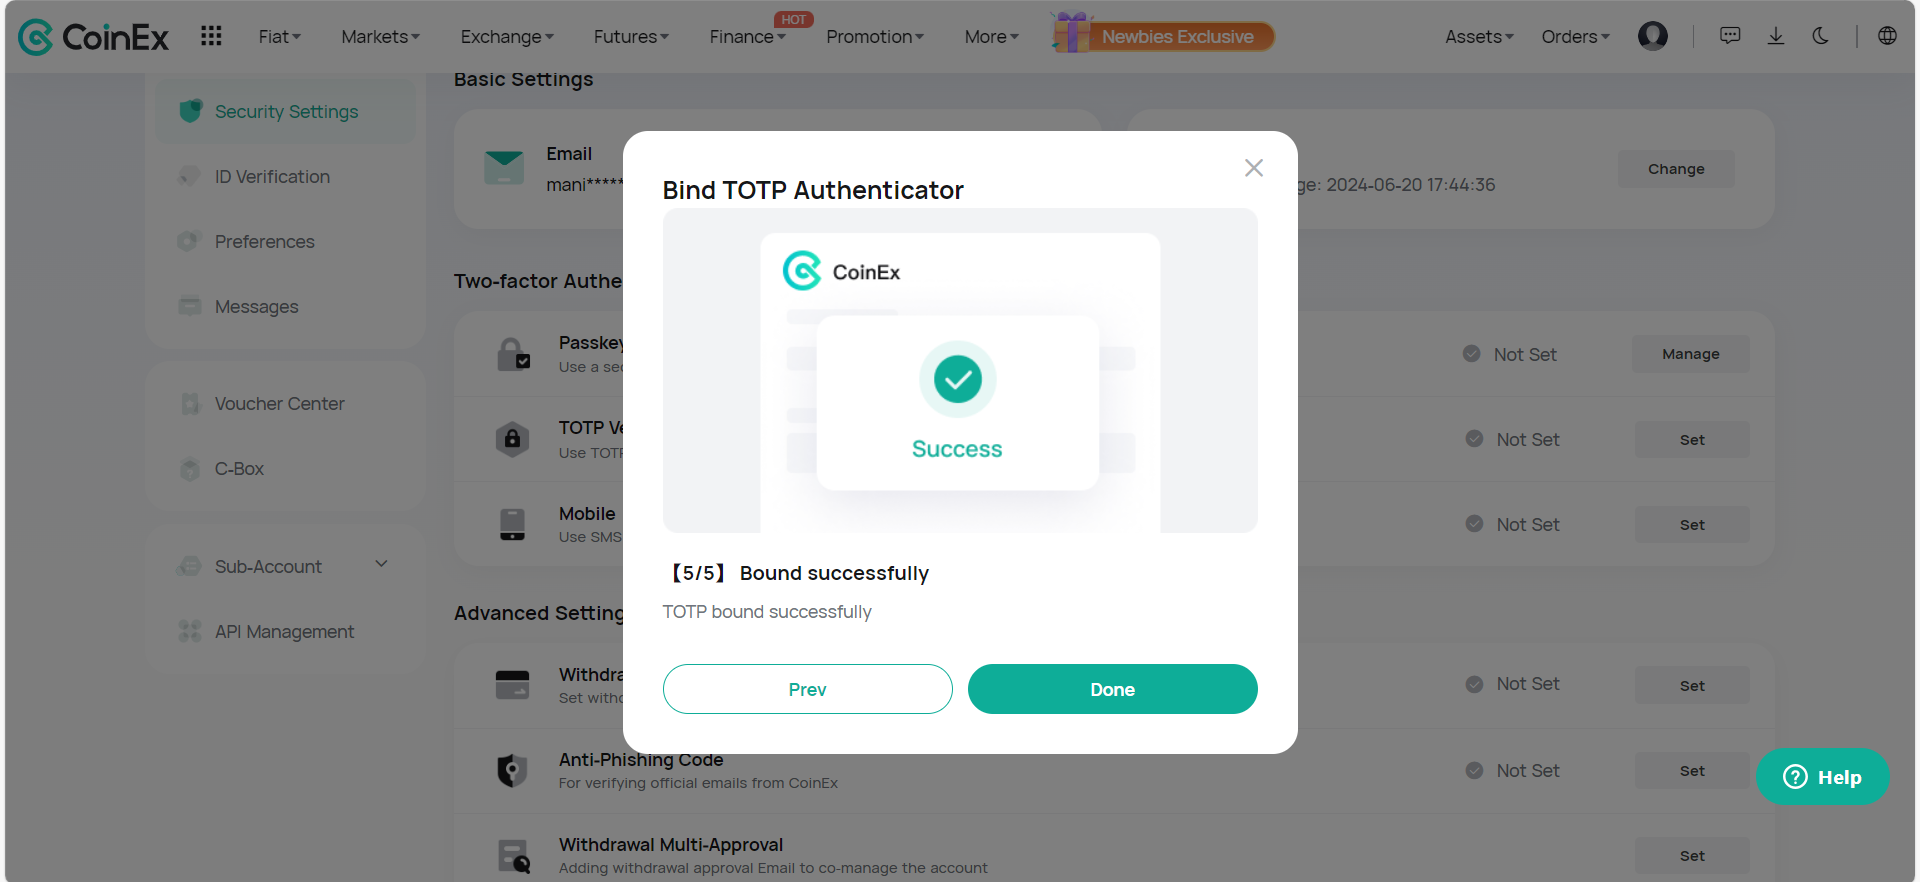 CoinEx
Fiat
Markets
Exchange
Futures
Finance
HOT
Promotion
More
Newbies Exclusive
Assets
Orders
Security Settings
ID Verification
Preferences
Messages
Voucher Center
C-Box
Sub-Account
API Management
Basic Settings
Email
mani*****
ge: 2024-06-20 17:44:36
Change
Two-factor Authe
Passkey
Use a sec
Not Set
Manage
TOTP Ve
Use TOTP
Not Set
Set
Mobile
Use SMS
Not Set
Set
Advanced Setting
Withdra
Set withd
Not Set
Set
Anti-Phishing Code
For verifying official emails from CoinEx
Not Set
Set
Withdrawal Multi-Approval
Adding withdrawal approval Email to co-manage the account
Set
Bind TOTP Authenticator
CoinEx
Success
【5/5】 Bound successfully
TOTP bound successfully
Prev
Done
Help